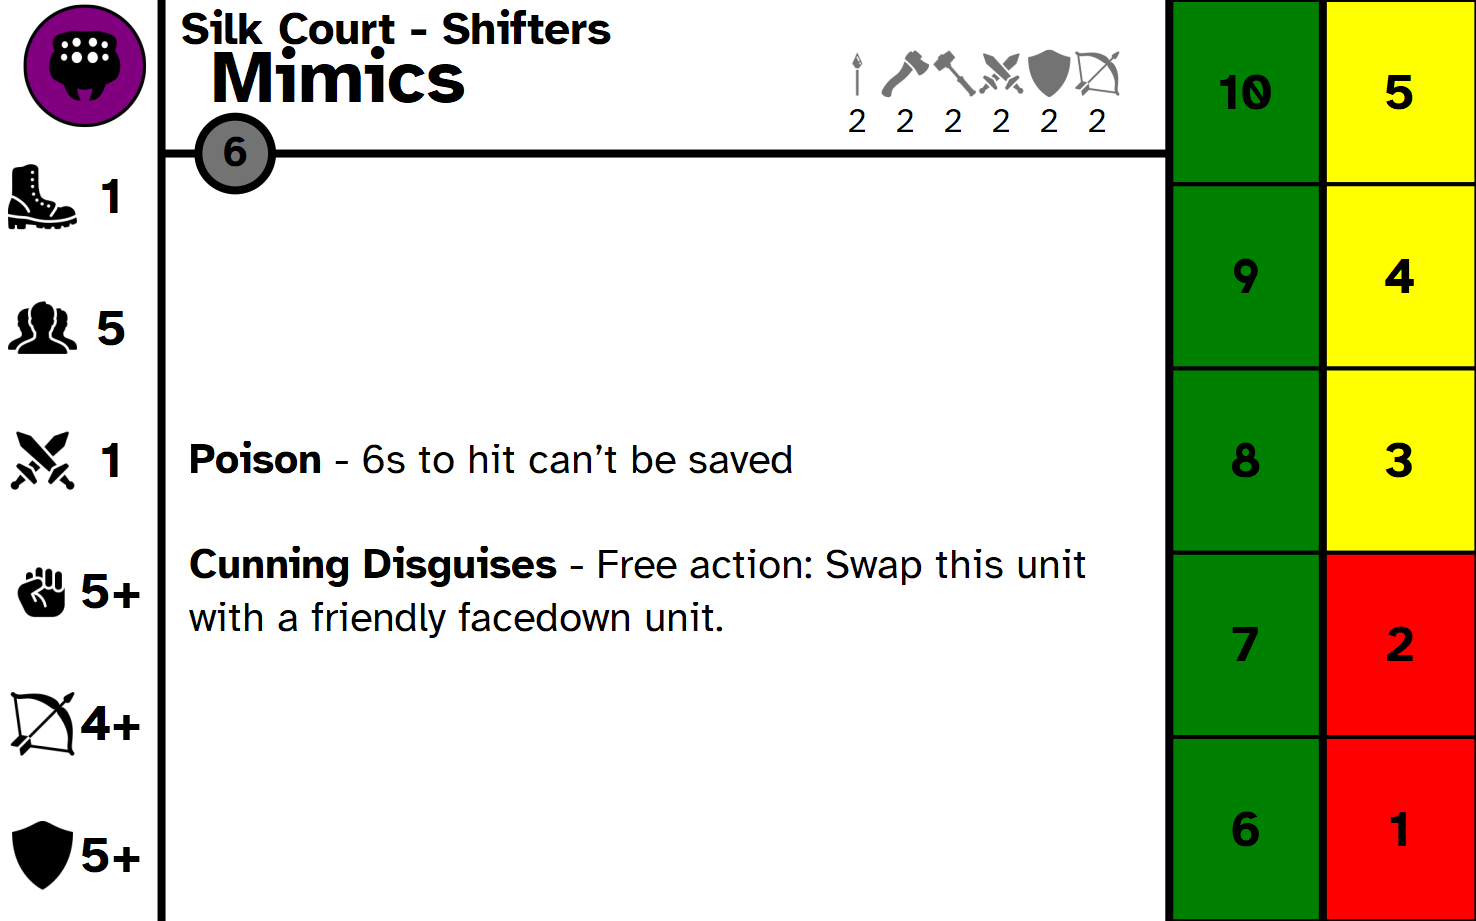 Silk Court - Shifters
Mimics
2 2 2 2 2 2
6
1
5
1
5+
4+
5+
Poison - 6s to hit can’t be saved
Cunning Disguises - Free action: Swap this unit
with a friendly facedown unit.
10 5
9 4
8 3
7 2
6 1